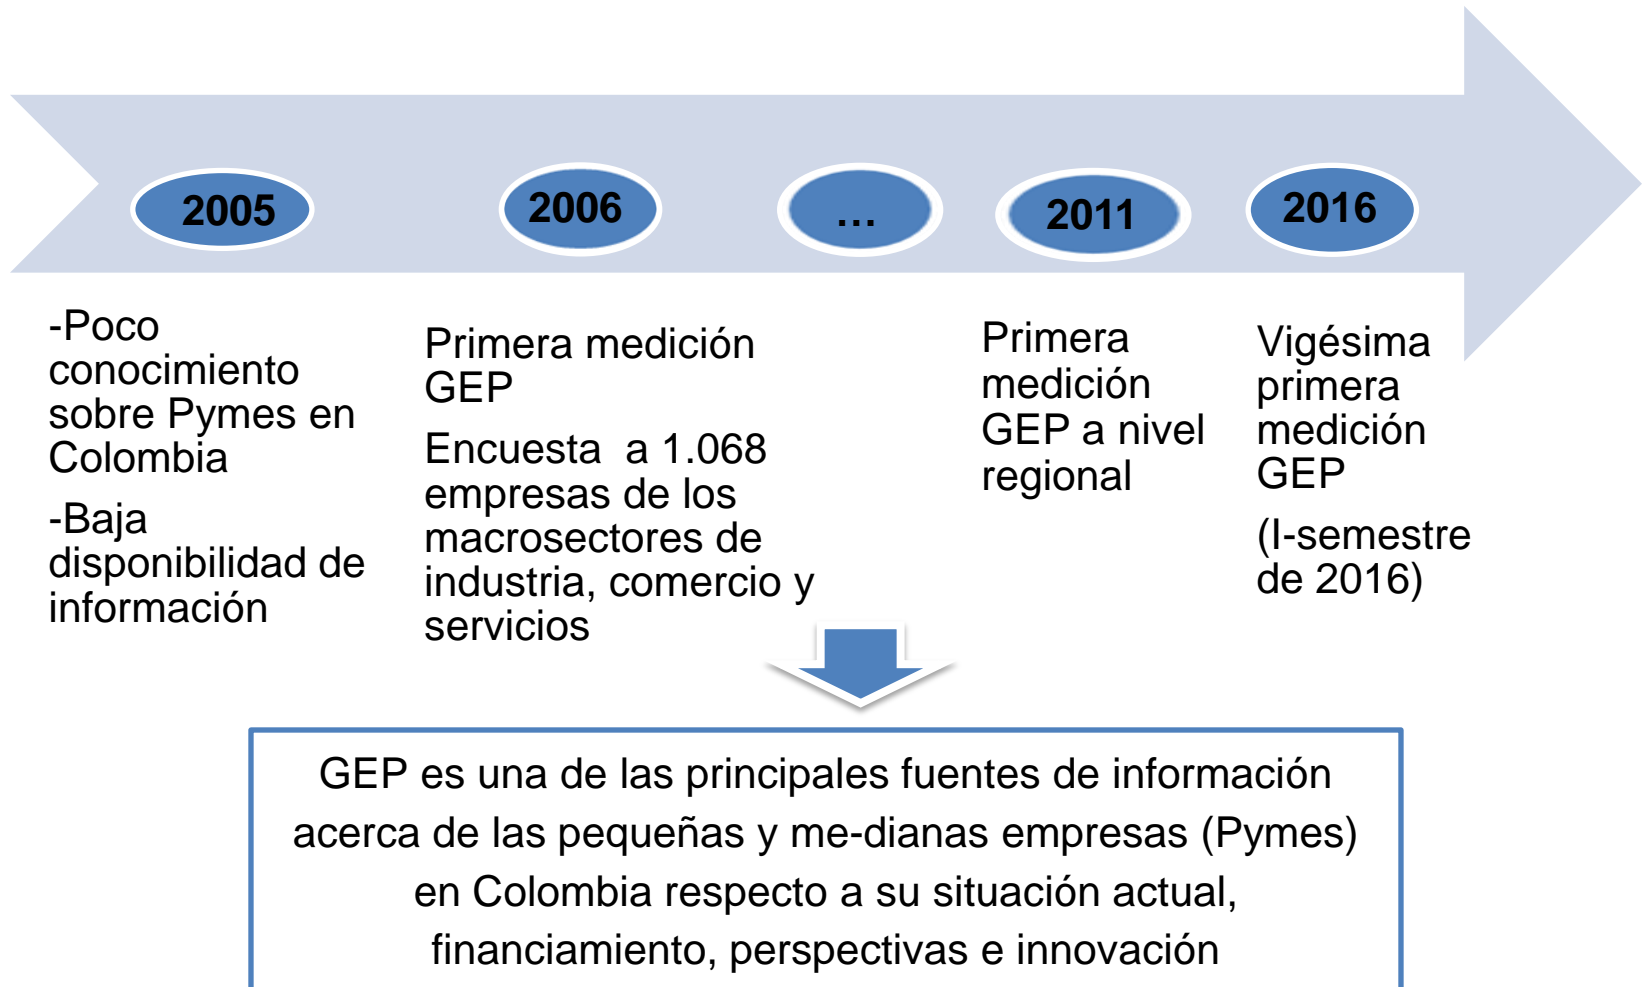 2005
2006
...
2011
2016
-Poco
conocimiento
sobre Pymes en
Colombia
-Baja
disponibilidad de
información
Primera medición
GEP
Encuesta a 1.068
empresas de los
macrosectores de
industria, comercio y
servicios
Primera
medición
GEP a nivel
regional
Vigésima
primera
medición
GEP
(I-semestre
de 2016)
GEP es una de las principales fuentes de información
acerca de las pequeñas y me-dianas empresas (Pymes)
en Colombia respecto a su situación actual,
financiamiento, perspectivas e innovación